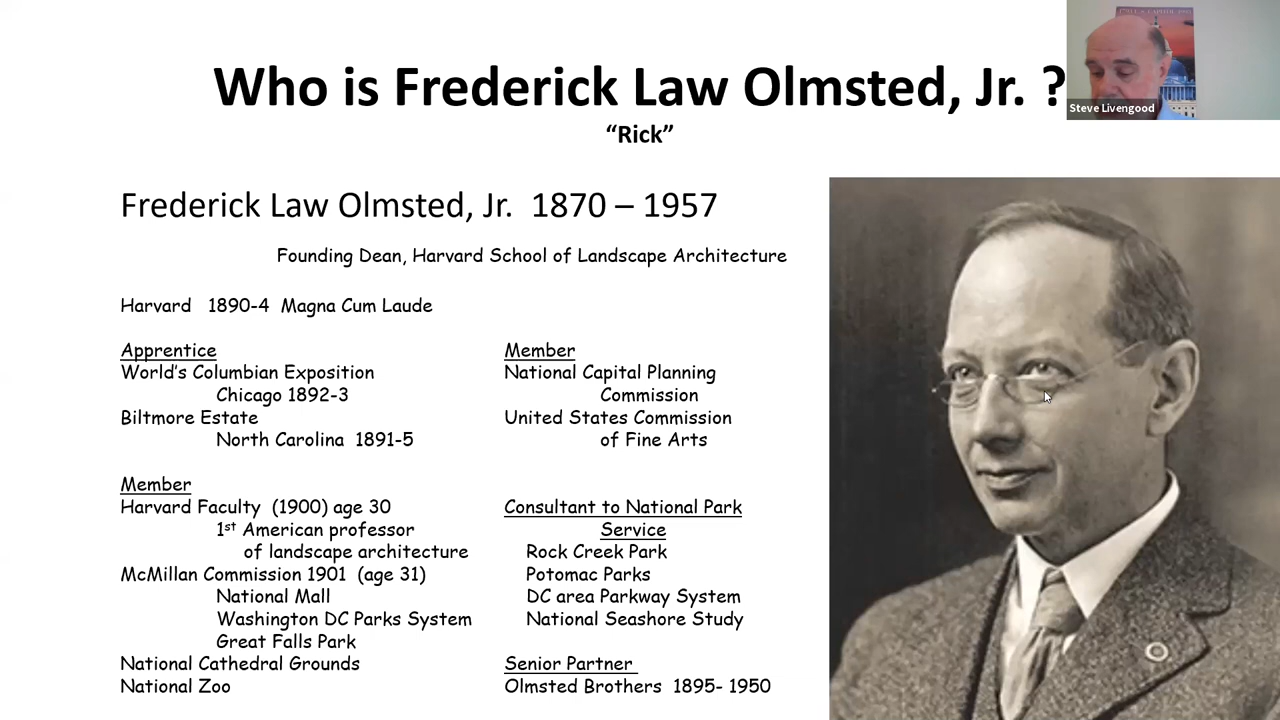 Who is Frederick Law Olmsted, Jr. ?
Steve Livengood
“Rick”
Frederick Law Olmsted, Jr. 1870 – 1957
Founding Dean, Harvard School of Landscape Architecture
Harvard 1890-4 Magna Cum Laude
Apprentice
World’s Columbian Exposition
Chicago 1892-3
Biltmore Estate
North Carolina 1891-5
Member
Harvard Faculty (1900) age 30
1st American professor
of landscape architecture
McMillan Commission 1901 (age 31)
National Mall
Washington DC Parks System
Great Falls Park
National Cathedral Grounds
National Zoo
Member
National Capital Planning
Commission
United States Commission
of Fine Arts
Consultant to National Park
Service
Rock Creek Park
Potomac Parks
DC area Parkway System
National Seashore Study
Senior Partner
Olmsted Brothers 1895- 1950